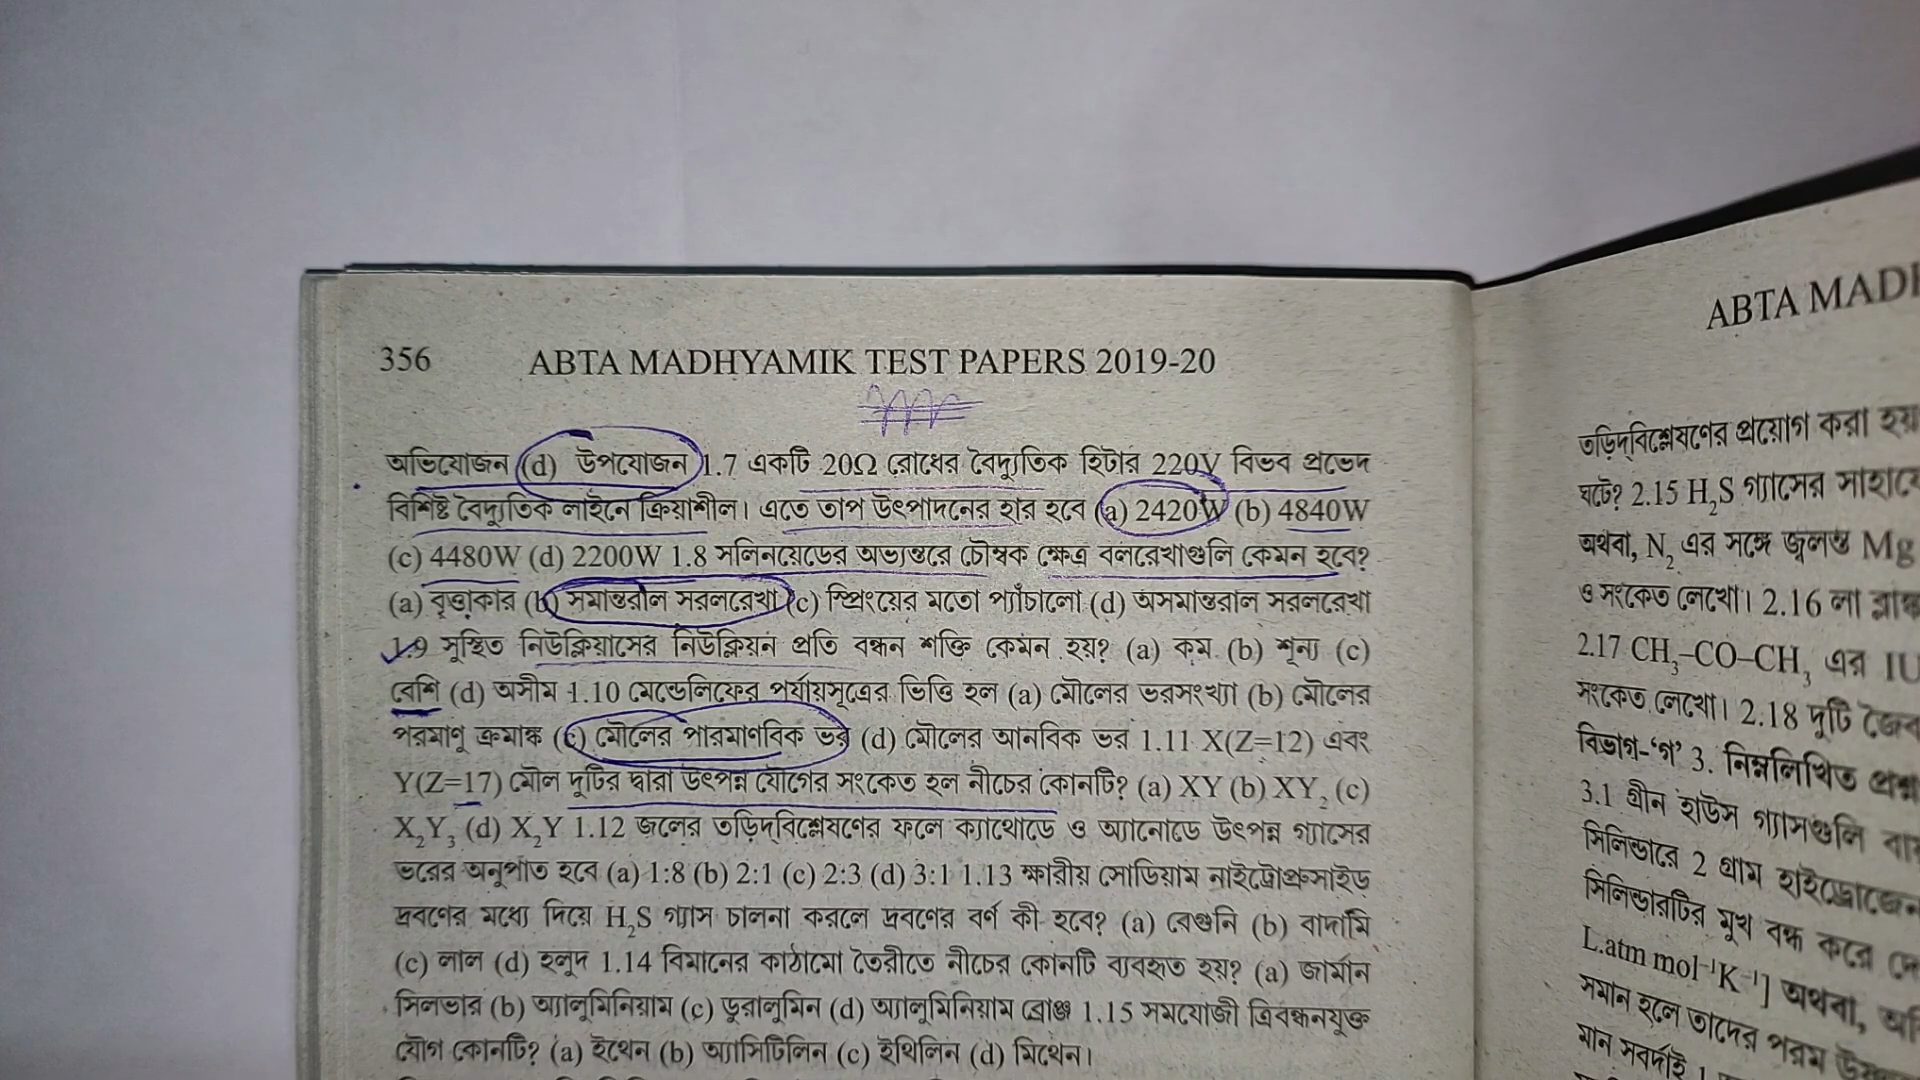 356 ABTA MADHYAMIK TEST PAPERS 2019-20
অভিযোজন (d) উপযোজন 1.7 একটি 20Ω রোধের বৈদ্যুতিক হিটার 220V বিভব প্রভেদ
বিশিষ্ট বৈদ্যুতিক লাইনে ক্রিয়াশীল। এতে তাপ উৎপাদনের হার হবে (a) 2420W (b) 4840W
(c) 4480W (d) 2200W 1.8 সলিনয়েডের অভ্যন্তরে চৌম্বক ক্ষেত্র বলরেখাগুলি কেমন হবে?
(a) বৃত্তাকার (b) সমান্তরাল সরলরেখা (c) স্প্রিংয়ের মতো প্যাঁচালো (d) অসমান্তরাল সরলরেখা
1.9 সুস্থিত নিউক্লিয়াসের নিউক্লিয়ন প্রতি বন্ধন শক্তি কেমন হয়? (a) কম (b) শূন্য (c)
বেশি (d) অসীম 1.10 মেন্ডেলিফের পর্যায়সূত্রের ভিত্তি হল (a) মৌলের ভরসংখ্যা (b) মৌলের
পরমাণু ক্রমাঙ্ক (c) মৌলের পারমাণবিক ভর (d) মৌলের আনবিক ভর 1.11 X(Z=12) এবং
Y(Z=17) মৌল দুটির দ্বারা উৎপন্ন যৌগের সংকেত হল নীচের কোনটি? (a) XY (b) XY₂ (c)
X₂Y₃ (d) X₂Y 1.12 জলের তড়িদ্‌বিশ্লেষণের ফলে ক্যাথোডে ও অ্যানোডে উৎপন্ন গ্যাসের
ভরের অনুপাত হবে (a) 1:8 (b) 2:1 (c) 2:3 (d) 3:1 1.13 ক্ষারীয় সোডিয়াম নাইট্রোপ্রুসাইড
দ্রবণের মধ্যে দিয়ে H₂S গ্যাস চালনা করলে দ্রবণের বর্ণ কী হবে? (a) বেগুনি (b) বাদামি
(c) লাল (d) হলুদ 1.14 বিমানের কাঠামো তৈরীতে নীচের কোনটি ব্যবহৃত হয়? (a) জার্মান
সিলভার (b) অ্যালুমিনিয়াম (c) ডুরালুমিন (d) অ্যালুমিনিয়াম ব্রোঞ্জ 1.15 সমযোজী ত্রিবন্ধনযুক্ত
যৌগ কোনটি? (a) ইথেন (b) অ্যাসিটিলিন (c) ইথিলিন (d) মিথেন।
ABTA
তড়িদ্‌বিশ্লেষণের প্রয়োগ করা হয়
ঘটে? 2.15 H₂S গ্যাসের
অথবা, N₂ এর সঙ্গে জ্বলন্ত Mg
ও সংকেত লেখো। 2.16 লা
2.17 CH₃–CO–CH₃ এর
সংকেত লেখো। 2.18 দুটি
বিভাগ-‘গ’ 3. নিম্নলিখিত
3.1 গ্রীন হাউস গ্যাসগুলি
সিলিন্ডারে 2 গ্রাম
সিলিন্ডারটির মুখ বন্ধ করে
L.atm mol⁻¹K⁻¹] অথবা,
সমান হলে তাদের পরম
মান সবর্দাই